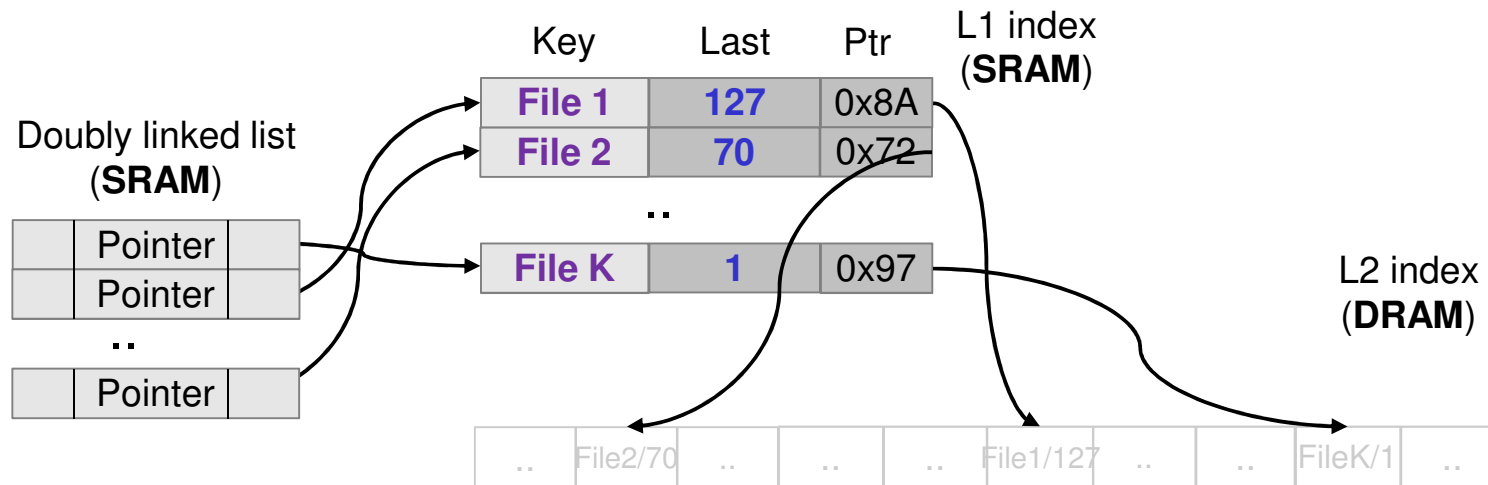 Key Last Ptr
L1 index
(SRAM)
File 1 127 0x8A
File 2 70 0x72
..
File K 1 0x97
Doubly linked list
(SRAM)
Pointer
Pointer
..
Pointer
L2 index
(DRAM)
.. File2/70 .. .. .. File1/127 .. .. FileK/1 ..